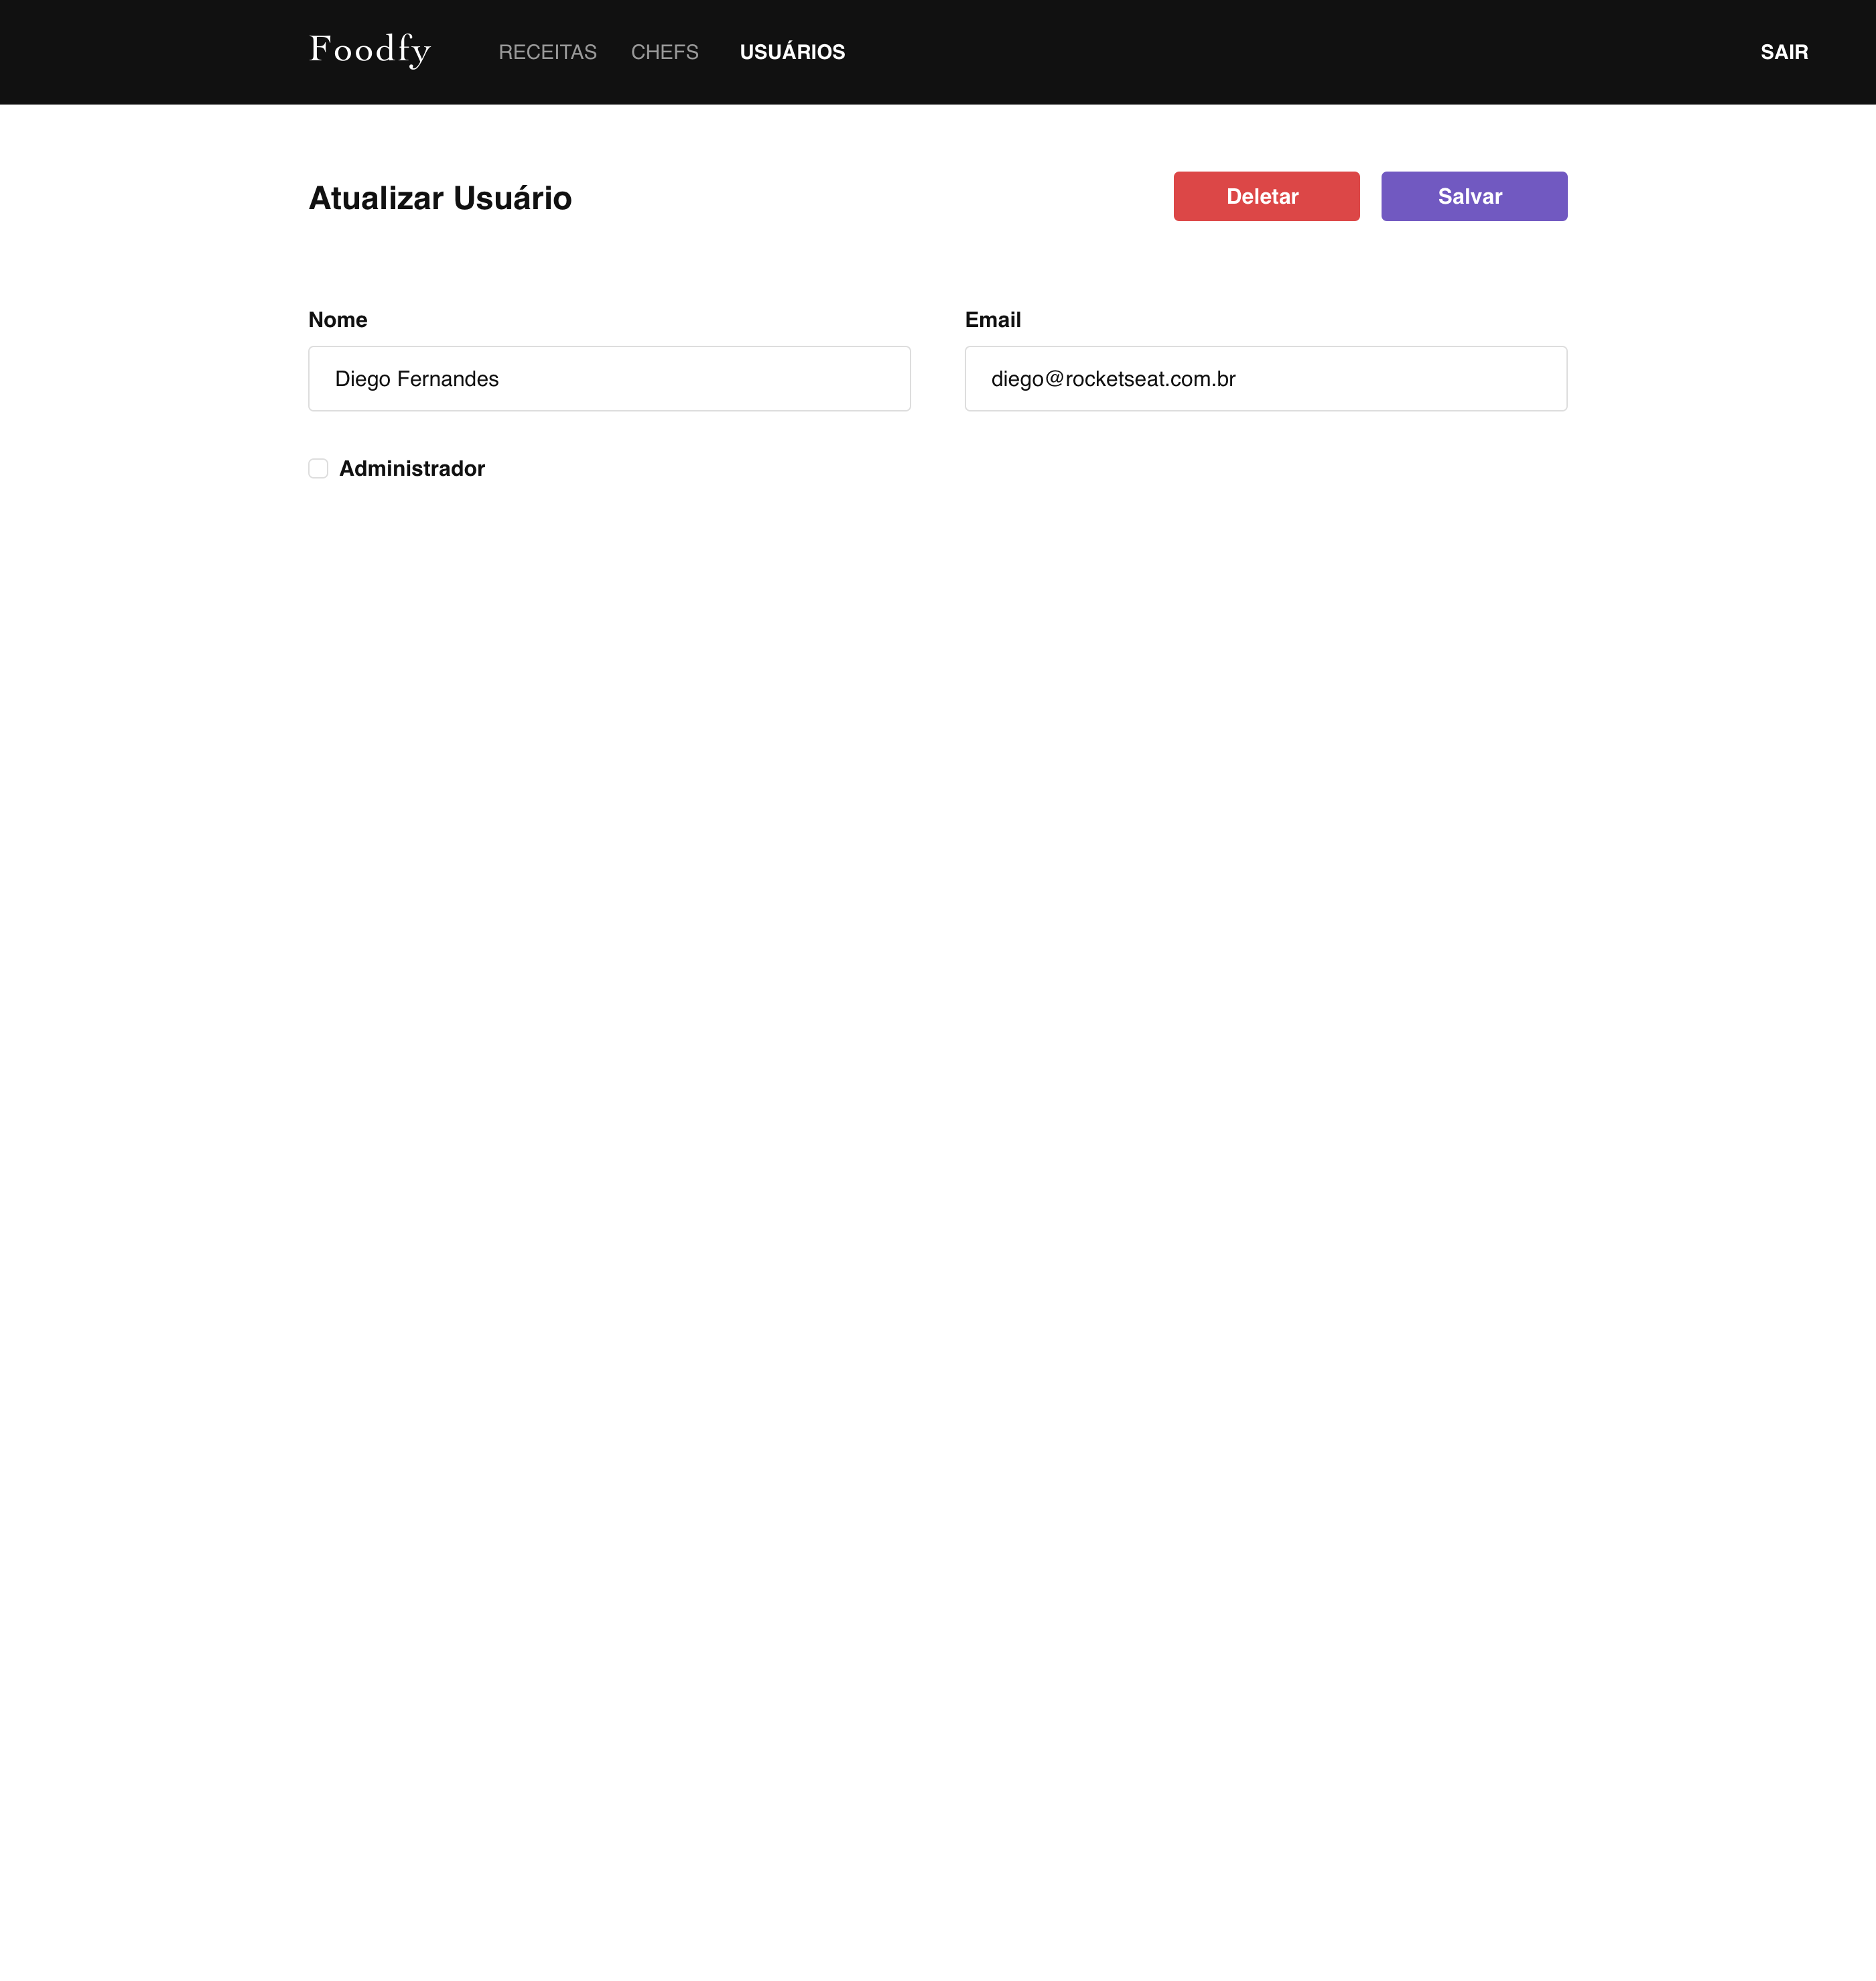 Foodfy RECEITAS CHEFS USUÁRIOS SAIR
Atualizar Usuário Deletar Salvar
Nome Email
Diego Fernandes diego@rocketseat.com.br
Administrador